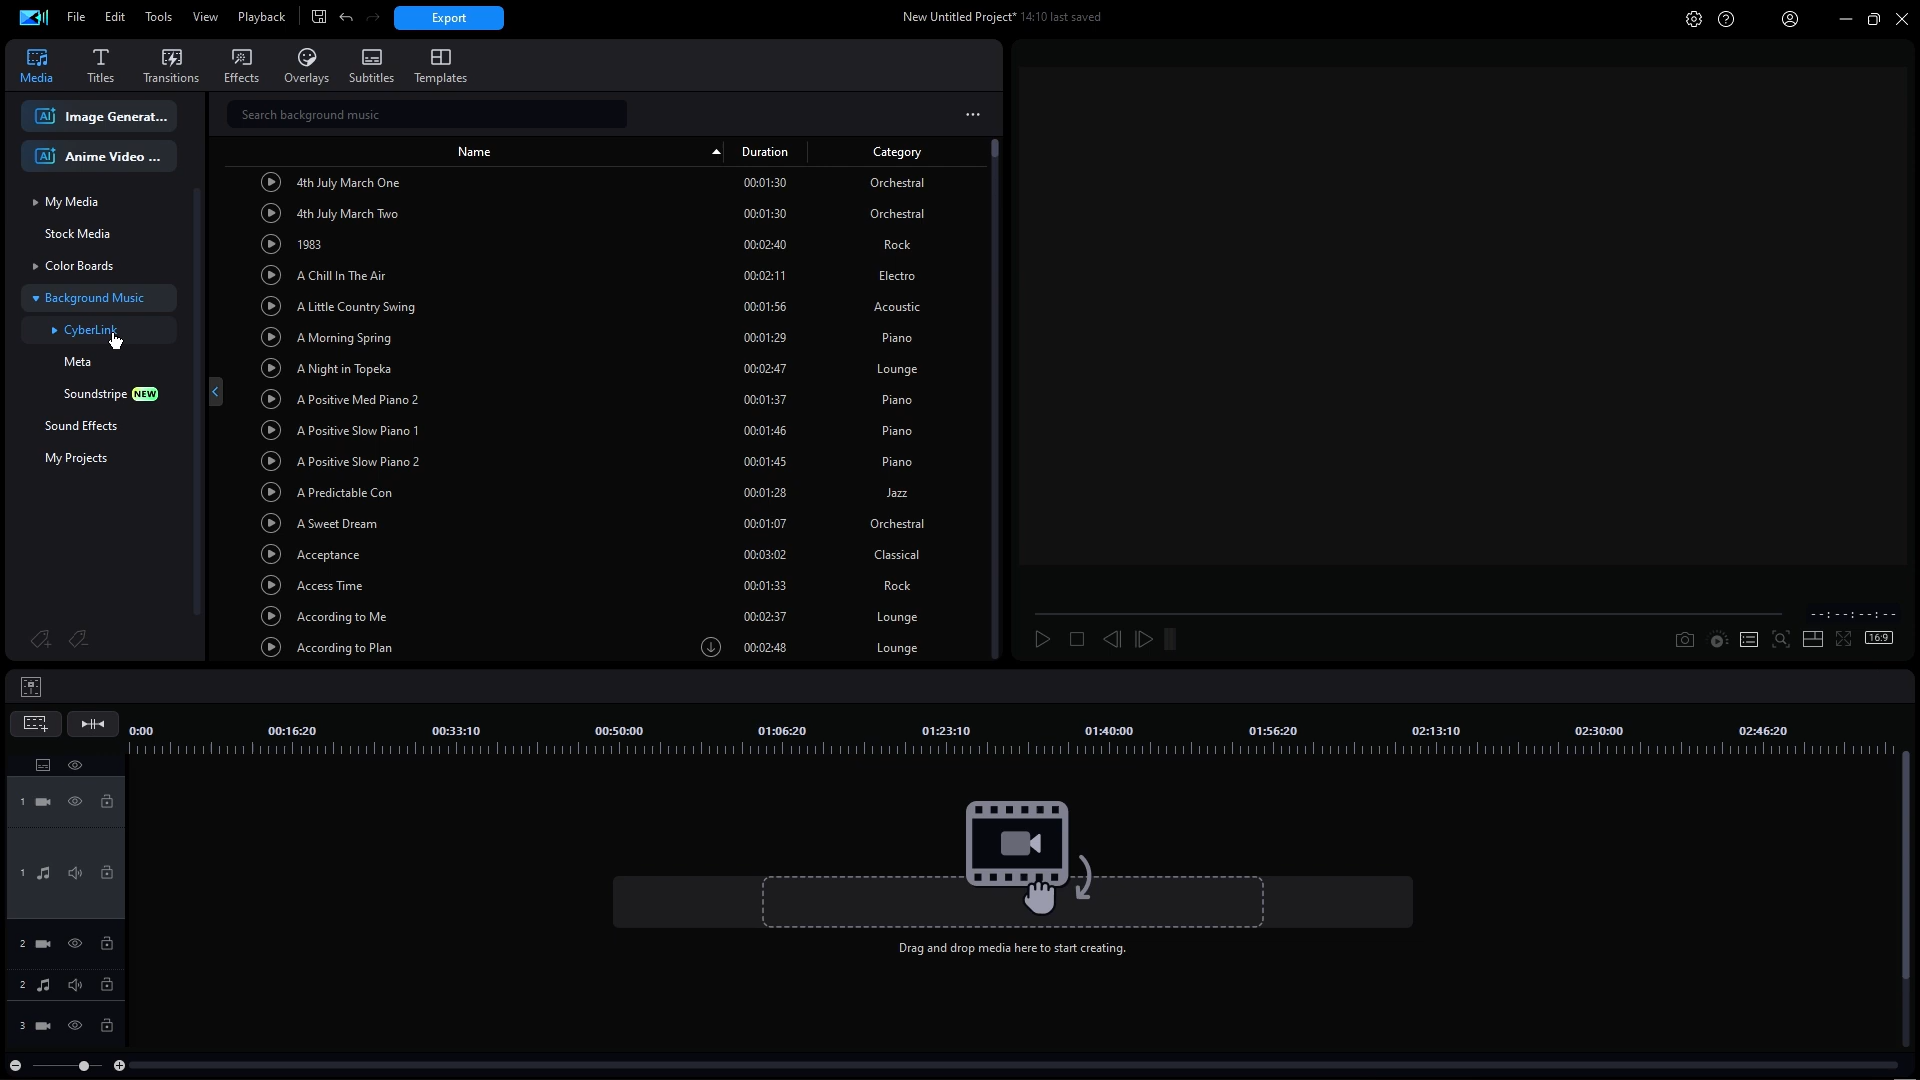 File Edit Tools View Playback Export New Untitled Project* 14:10 last saved
Media Titles Transitions Effects Overlays Subtitles Templates
AI Image Generat...
AI Anime Video ...
My Media
Stock Media
Color Boards
Background Music
CyberLink
Meta
Soundstripe NEW
Sound Effects
My Projects
Search background music
Name Duration Category
4th July March One 00:01:30 Orchestral
4th July March Two 00:01:30 Orchestral
1983 00:02:40 Rock
A Chill In The Air 00:02:11 Electro
A Little Country Swing 00:01:56 Acoustic
A Morning Spring 00:01:29 Piano
A Night in Topeka 00:02:47 Lounge
A Positive Med Piano 2 00:01:37 Piano
A Positive Slow Piano 1 00:01:46 Piano
A Positive Slow Piano 2 00:01:45 Piano
A Predictable Con 00:01:28 Jazz
A Sweet Dream 00:01:07 Orchestral
Acceptance 00:03:02 Classical
Access Time 00:01:33 Rock
According to Me 00:02:37 Lounge
According to Plan 00:02:48 Lounge
--:--:--:--
16:9
0:00 00:16:20 00:33:10 00:50:00 01:06:20 01:23:10 01:40:00 01:56:20 02:13:10 02:30:00 02:46:20
1
1
2
2
3
Drag and drop media here to start creating.